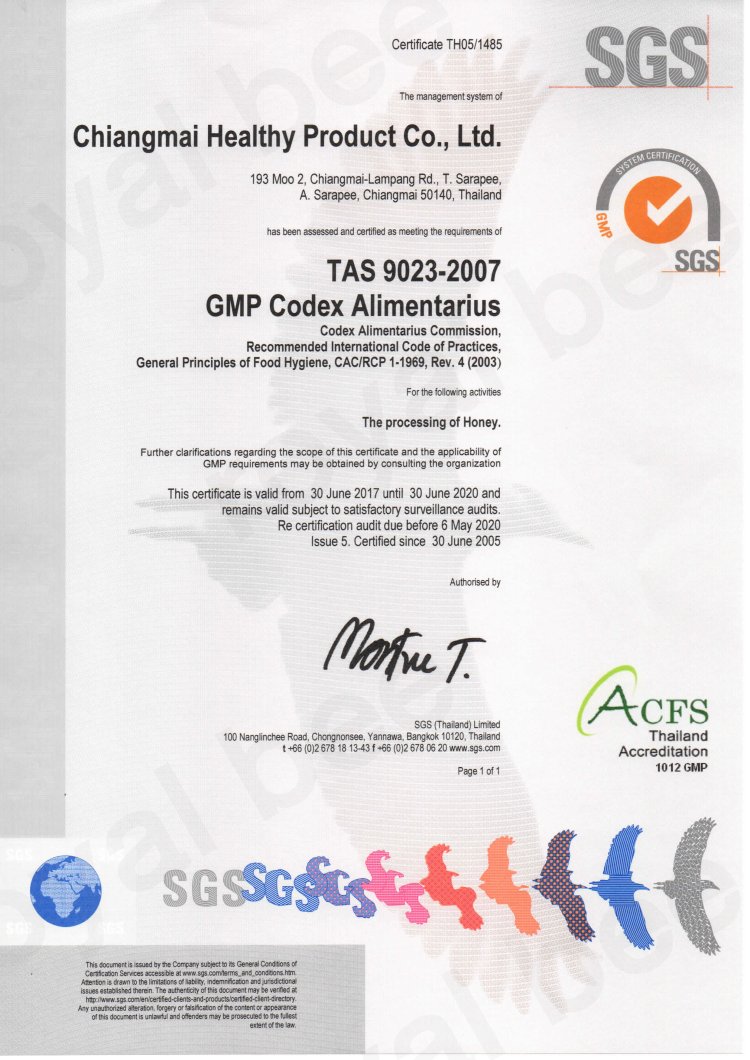 Certificate TH05/1485
SGS
The management system of
Chiangmai Healthy Product Co., Ltd.
193 Moo 2, Chiangmai-Lampang Rd., T. Sarapee,
A. Sarapee, Chiangmai 50140, Thailand
SYSTEM CERTIFICATION
GMP
SGS
has been assessed and certified as meeting the requirements of
TAS 9023-2007
GMP Codex Alimentarius
Codex Alimentarius Commission,
Recommended International Code of Practices,
General Principles of Food Hygiene, CAC/RCP 1-1969, Rev. 4 (2003)
For the following activities
The processing of Honey.
Further clarifications regarding the scope of this certificate and the applicability of
GMP requirements may be obtained by consulting the organization
This certificate is valid from 30 June 2017 until 30 June 2020 and
remains valid subject to satisfactory surveillance audits.
Re certification audit due before 6 May 2020
Issue 5. Certified since 30 June 2005
Authorised by
SGS (Thailand) Limited
100 Nanglinchee Road, Chongnonsee, Yannawa, Bangkok 10120, Thailand
t +66 (0)2 678 18 13-43 f +66 (0)2 678 06 20 www.sgs.com
Page 1 of 1
ACFS
Thailand
Accreditation
1012 GMP
SGS SGS SGS
This document is issued by the Company subject to its General Conditions of
Certification Services accessible at www.sgs.com/terms_and_conditions.htm.
Attention is drawn to the limitations of liability, indemnification and jurisdictional
issues established therein. The authenticity of this document may be verified at
http://www.sgs.com/en/certified-clients-and-products/certified-client-directory.
Any unauthorized alteration, forgery or falsification of the content or appearance
of this document is unlawful and offenders may be prosecuted to the fullest
extent of the law.
royal bee